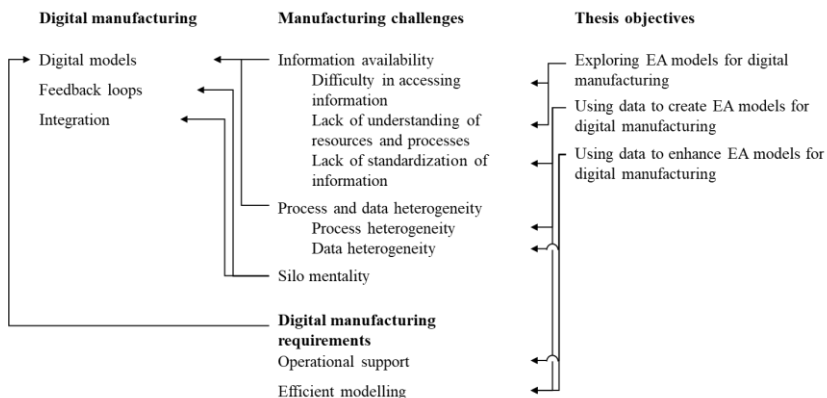 Digital manufacturing
Digital models
Feedback loops
Integration
Manufacturing challenges
Information availability
Difficulty in accessing
information
Lack of understanding of
resources and processes
Lack of standardization of
information
Process and data heterogeneity
Process heterogeneity
Data heterogeneity
Silo mentality
Digital manufacturing
requirements
Operational support
Efficient modelling
Thesis objectives
Exploring EA models for digital
manufacturing
Using data to create EA models for
digital manufacturing
Using data to enhance EA models for
digital manufacturing